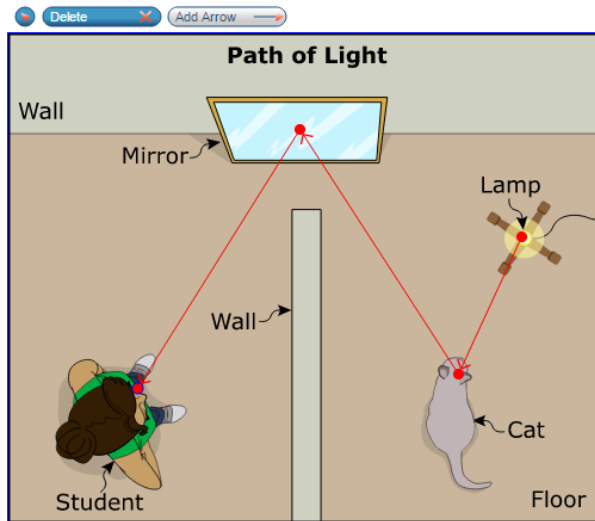 Delete
Add Arrow
Path of Light
Wall
Mirror
Lamp
Wall
Cat
Student
Floor